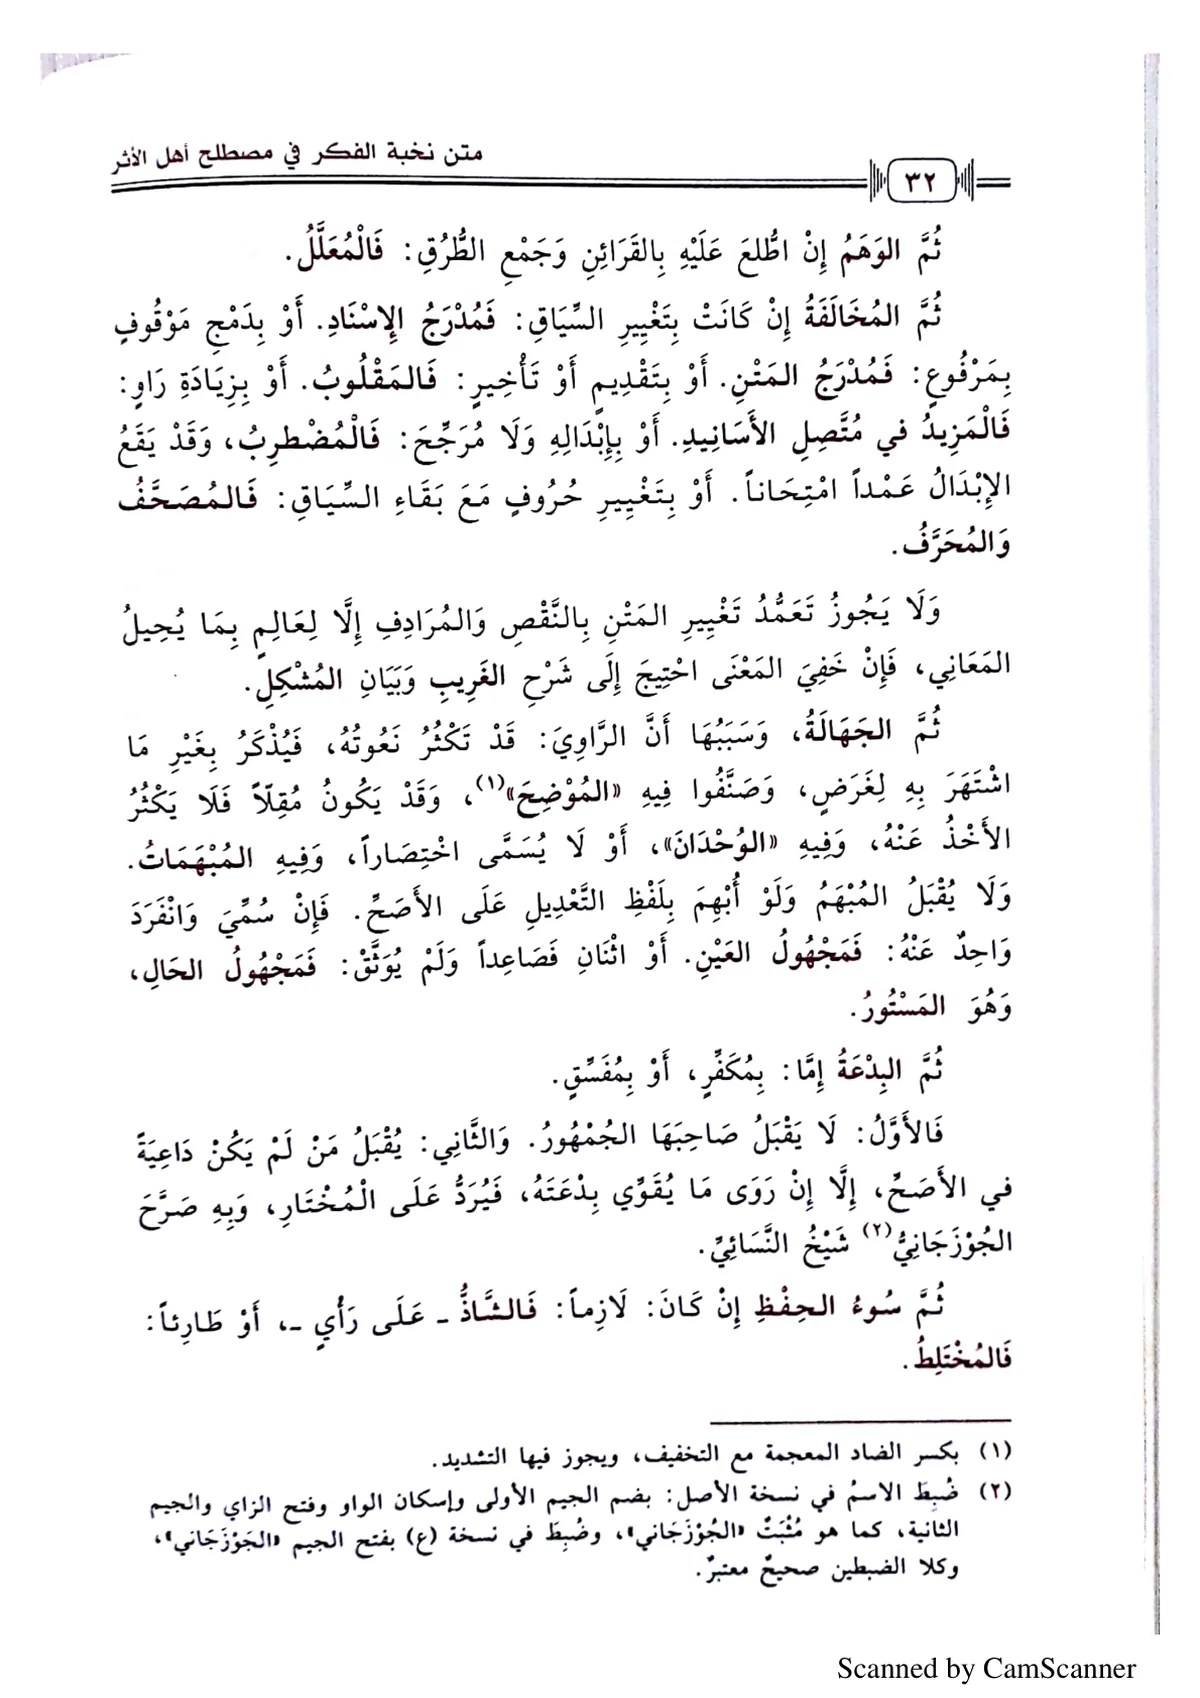 متن نخبة الفكر في مصطلح أهل الأثر
٣٢
ثُمَّ الوَهَمُ إِنْ اطُّلعَ عَلَيْهِ بِالقَرَائِنِ وَجَمْعِ الطُّرُقِ: فَالْمُعَلَّلُ.
ثُمَّ المُخَالَفَةُ إِنْ كَانَتْ بِتَغْيِيرِ السِّيَاقِ: فَمُدْرَجُ الإِسْنَادِ. أَوْ بِدَمْجِ مَوْقُوفٍ
بِمَرْفُوعٍ: فَمُدْرَجُ المَتْنِ. أَوْ بِتَقْدِيمٍ أَوْ تَأْخِيرٍ: فَالمَقْلُوبُ. أَوْ بِزِيَادَةِ رَاوٍ:
فَالْمَزِيدُ في مُتَّصِلِ الأَسَانِيدِ. أَوْ بِإِبْدَالِهِ وَلَا مُرَجِّحَ: فَالْمُضْطرِبُ، وَقَدْ يَقَعُ
الإِبْدَالُ عَمْداً امْتِحَاناً. أَوْ بِتَغْيِيرِ حُرُوفٍ مَعَ بَقَاءِ السِّيَاقِ: فَالمُصَحَّفُ
وَالمُحَرَّفُ.
وَلَا يَجُوزُ تَعَمُّدُ تَغْيِيرِ المَتْنِ بِالنَّقْصِ وَالمُرَادِفِ إِلَّا لِعَالِمٍ بِمَا يُحِيلُ
المَعَانِي، فَإِنْ خَفِيَ المَعْنَى احْتِيجَ إِلَى شَرْحِ الغَرِيبِ وَبَيَانِ المُشْكِلِ.
ثُمَّ الجَهَالَةُ، وَسَبَبُهَا أَنَّ الرَّاوِيَ: قَدْ تَكْثُرُ نَعُوتُهُ، فَيُذْكَرُ بِغَيْرِ مَا
اشْتَهَرَ بِهِ لِغَرَضٍ، وَصَنَّفُوا فِيهِ «المُوْضِحَ»(١)، وَقَدْ يَكُونُ مُقِلّاً فَلَا يَكْثُرُ
الأَخْذُ عَنْهُ، وَفِيهِ «الوُحْدَانَ»، أَوْ لَا يُسَمَّى اخْتِصَاراً، وَفِيهِ المُبْهَمَاتُ.
وَلَا يُقْبَلُ المُبْهَمُ وَلَوْ أُبْهِمَ بِلَفْظِ التَّعْدِيلِ عَلَى الأَصَحِّ. فَإِنْ سُمِّيَ وَانْفَرَدَ
وَاحِدٌ عَنْهُ: فَمَجْهُولُ العَيْنِ. أَوْ اثْنَانِ فَصَاعِداً وَلَمْ يُوَثَّقْ: فَمَجْهُولُ الحَالِ،
وَهُوَ المَسْتُورُ.
ثُمَّ البِدْعَةُ إِمَّا: بِمُكَفِّرٍ، أَوْ بِمُفَسِّقٍ.
فَالأَوَّلُ: لَا يَقْبَلُ صَاحِبَهَا الجُمْهُورُ. وَالثَّانِي: يُقْبَلُ مَنْ لَمْ يَكُنْ دَاعِيَةً
في الأَصَحِّ، إِلَّا إِنْ رَوَى مَا يُقَوِّي بِدْعَتَهُ، فَيُرَدُّ عَلَى الْمُخْتَارِ، وَبِهِ صَرَّحَ
الجُوْزَجَانِيُّ(٢) شَيْخُ النَّسَائِيِّ.
ثُمَّ سُوءُ الحِفْظِ إِنْ كَانَ: لَازِماً: فَالشَّاذُّ ـ عَلَى رَأْيٍ ـ، أَوْ طَارِئاً:
فَالمُخْتَلِطُ.
(١) بكسر الضاد المعجمة مع التخفيف، ويجوز فيها التشديد.
(٢) ضُبِطَ الاسمُ في نسخة الأصل: بضم الجيم الأولى وإسكان الواو وفتح الزاي والجيم
الثانية، كما هو مُثْبَتٌ «الجُوْزَجَاني»، وضُبِطَ في نسخة (ع) بفتح الجيم «الجَوْزَجَاني»،
وكلا الضبطين صحيحٌ معتبرٌ.
Scanned by CamScanner